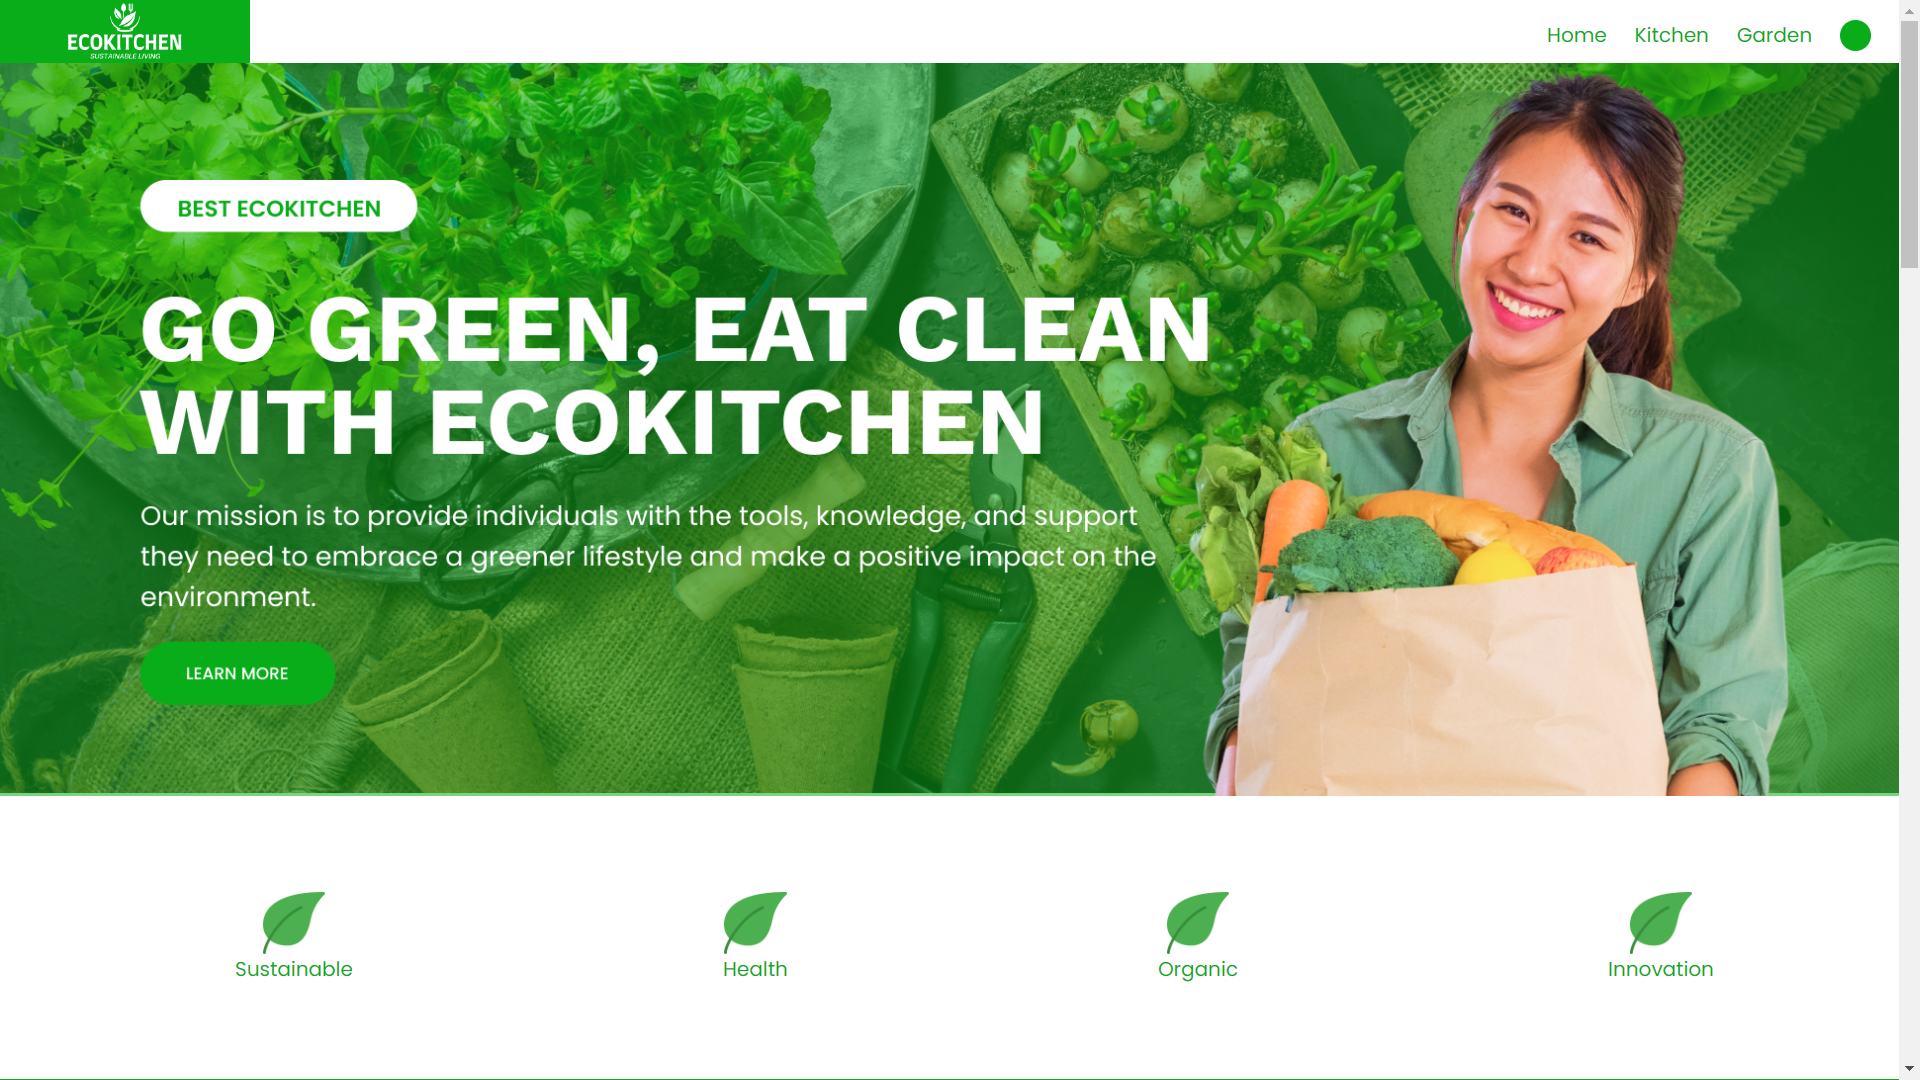 ECOKITCHEN
SUSTAINABLE LIVING
Home Kitchen Garden
BEST ECOKITCHEN
GO GREEN, EAT CLEAN
WITH ECOKITCHEN
Our mission is to provide individuals with the tools, knowledge, and support
they need to embrace a greener lifestyle and make a positive impact on the
environment.
LEARN MORE
Sustainable Health Organic Innovation